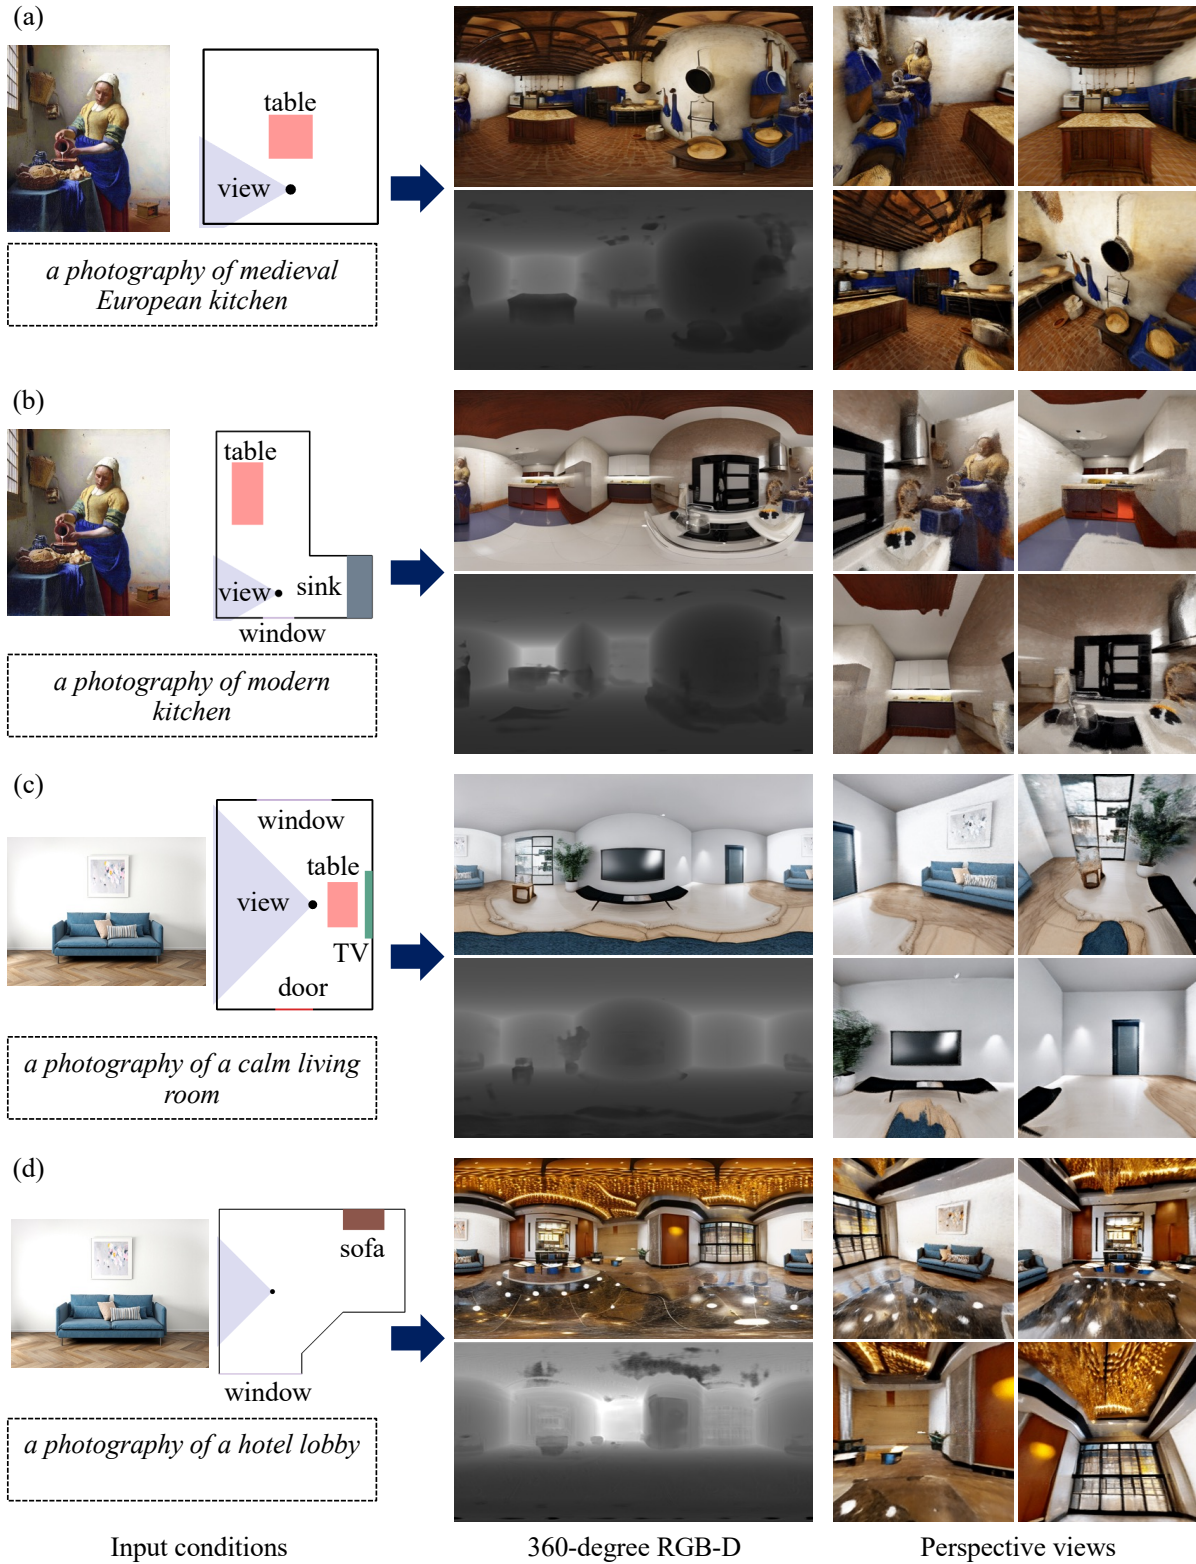 (a)
table
view
a photography of medieval
European kitchen
(b)
table
view
sink
window
a photography of modern
kitchen
(c)
window
table
view
TV
door
a photography of a calm living
room
(d)
sofa
window
a photography of a hotel lobby
Input conditions
360-degree RGB-D
Perspective views